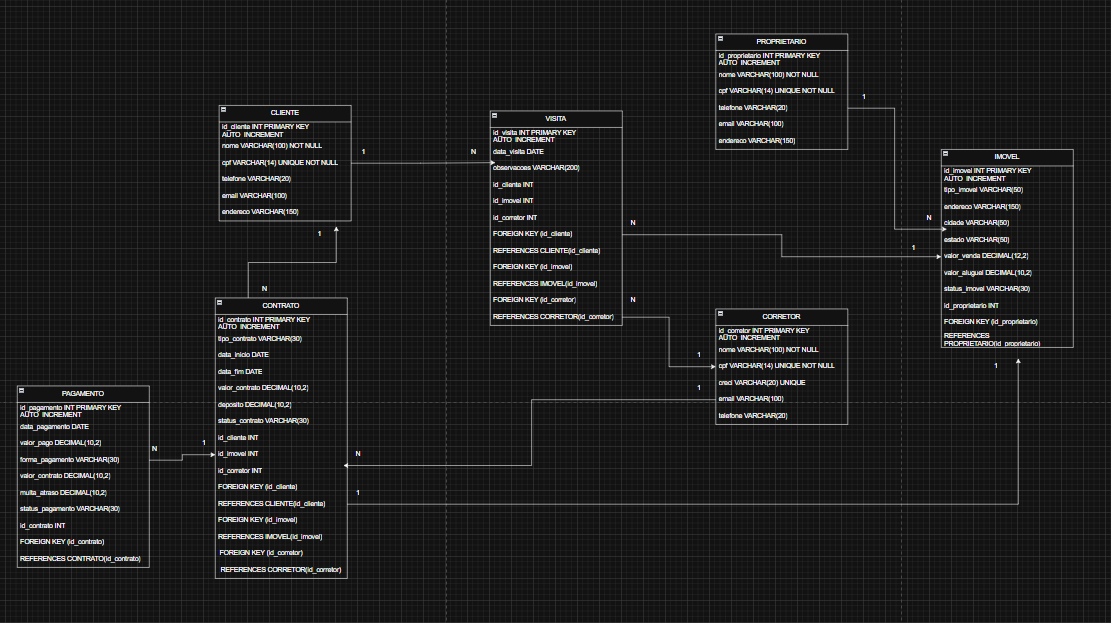 PROPRIETARIO
id_proprietario INT PRIMARY KEY
AUTO_INCREMENT
nome VARCHAR(100) NOT NULL
cpf VARCHAR(14) UNIQUE NOT NULL
telefone VARCHAR(20)
email VARCHAR(100)
endereco VARCHAR(150)
1
CLIENTE
id_cliente INT PRIMARY KEY
AUTO_INCREMENT
nome VARCHAR(100) NOT NULL
cpf VARCHAR(14) UNIQUE NOT NULL
telefone VARCHAR(20)
email VARCHAR(100)
endereco VARCHAR(150)
1
N
VISITA
id_visita INT PRIMARY KEY
AUTO_INCREMENT
data_visita DATE
observacoes VARCHAR(200)
id_cliente INT
id_imovel INT
id_corretor INT
FOREIGN KEY (id_cliente)
REFERENCES CLIENTE(id_cliente)
FOREIGN KEY (id_imovel)
REFERENCES IMOVEL(id_imovel)
FOREIGN KEY (id_corretor)
REFERENCES CORRETOR(id_corretor)
N
N
IMOVEL
id_imovel INT PRIMARY KEY
AUTO_INCREMENT
tipo_imovel VARCHAR(50)
endereco VARCHAR(150)
cidade VARCHAR(50)
estado VARCHAR(50)
valor_venda DECIMAL(12,2)
valor_aluguel DECIMAL(10,2)
status_imovel VARCHAR(30)
id_proprietario INT
FOREIGN KEY (id_proprietario)
REFERENCES
PROPRIETARIO(id_proprietario)
N
1
1
1
N
CONTRATO
id_contrato INT PRIMARY KEY
AUTO_INCREMENT
tipo_contrato VARCHAR(30)
data_inicio DATE
data_fim DATE
valor_contrato DECIMAL(10,2)
deposito DECIMAL(10,2)
status_contrato VARCHAR(30)
id_cliente INT
id_imovel INT
id_corretor INT
FOREIGN KEY (id_cliente)
REFERENCES CLIENTE(id_cliente)
FOREIGN KEY (id_imovel)
REFERENCES IMOVEL(id_imovel)
FOREIGN KEY (id_corretor)
REFERENCES CORRETOR(id_corretor)
N
1
CORRETOR
id_corretor INT PRIMARY KEY
AUTO_INCREMENT
nome VARCHAR(100) NOT NULL
cpf VARCHAR(14) UNIQUE NOT NULL
creci VARCHAR(20) UNIQUE
email VARCHAR(100)
telefone VARCHAR(20)
1
1
PAGAMENTO
id_pagamento INT PRIMARY KEY
AUTO_INCREMENT
data_pagamento DATE
valor_pago DECIMAL(10,2)
forma_pagamento VARCHAR(30)
valor_contrato DECIMAL(10,2)
multa_atraso DECIMAL(10,2)
status_pagamento VARCHAR(30)
id_contrato INT
FOREIGN KEY (id_contrato)
REFERENCES CONTRATO(id_contrato)
N
1